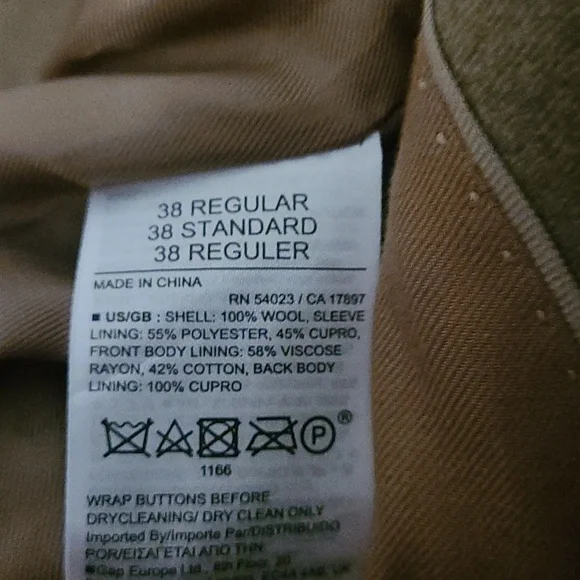 38 REGULAR
38 STANDARD
38 REGULER
MADE IN CHINA
RN 54023 / CA 17897
■ US/GB : SHELL: 100% WOOL, SLEEVE
LINING: 55% POLYESTER, 45% CUPRO,
FRONT BODY LINING: 58% VISCOSE
RAYON, 42% COTTON, BACK BODY
LINING: 100% CUPRO
P ®
1166
WRAP BUTTONS BEFORE
DRYCLEANING/ DRY CLEAN ONLY
Imported By/Importe Par/DISTRIBUIDO
POR/ΕΙΣΑΓΕΤΑΙ ΑΠΟ ΤΗΝ
■Gap Europe Ltd., 6th Floor, 20